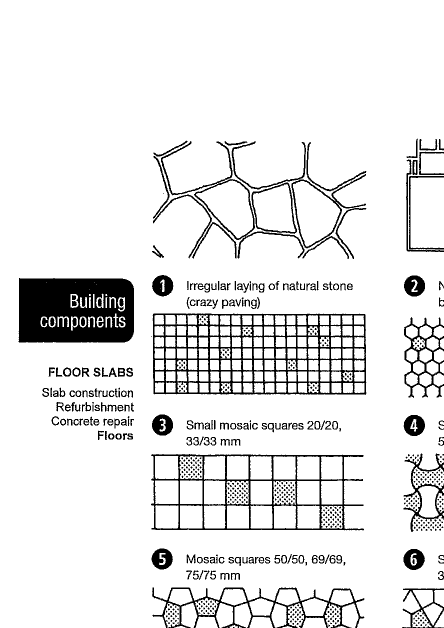 Building
components
FLOOR SLABS
Slab construction
Refurbishment
Concrete repair
Floors
1 Irregular laying of natural stone
(crazy paving)
2
3 Small mosaic squares 20/20,
33/33 mm
4
5 Mosaic squares 50/50, 69/69,
75/75 mm
6